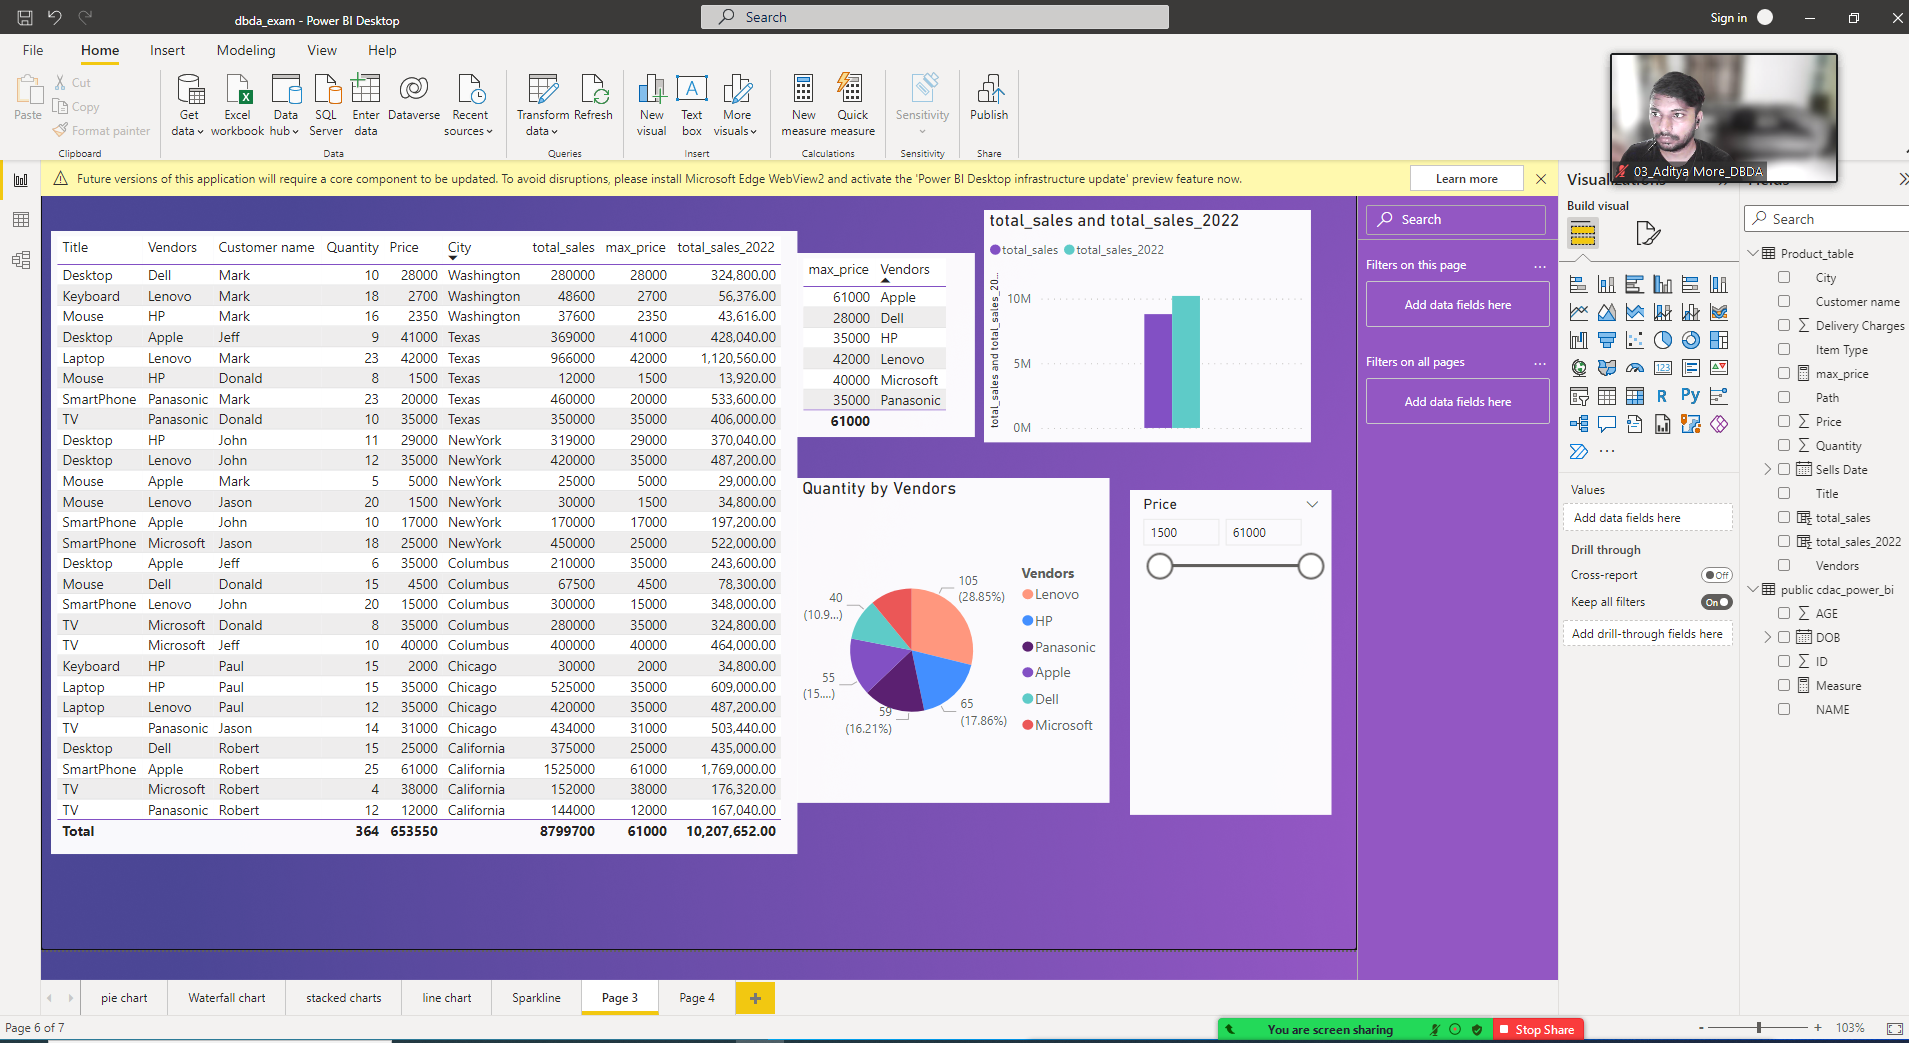 dbda_exam - Power BI Desktop
Search
Sign in
File Home Insert Modeling View Help
Paste
Cut
Copy
Format painter
Clipboard
Get data
Excel workbook
Data hub
SQL Server
Enter data
Dataverse
Recent sources
Data
Transform data
Refresh
Queries
New visual
Text box
More visuals
Insert
New measure
Quick measure
Calculations
Sensitivity
Sensitivity
Publish
Share
03_Aditya More_DBDA
Future versions of this application will require a core component to be updated. To avoid disruptions, please install Microsoft Edge WebView2 and activate the 'Power BI Desktop infrastructure update' preview feature now.
Learn more
Title Vendors Customer name Quantity Price City total_sales max_price total_sales_2022
Desktop Dell Mark 10 28000 Washington 280000 28000 324,800.00
Keyboard Lenovo Mark 18 2700 Washington 48600 2700 56,376.00
Mouse HP Mark 16 2350 Washington 37600 2350 43,616.00
Desktop Apple Jeff 9 41000 Texas 369000 41000 428,040.00
Laptop Lenovo Mark 23 42000 Texas 966000 42000 1,120,560.00
Mouse HP Donald 8 1500 Texas 12000 1500 13,920.00
SmartPhone Panasonic Mark 23 20000 Texas 460000 20000 533,600.00
TV Panasonic Donald 10 35000 Texas 350000 35000 406,000.00
Desktop HP John 11 29000 NewYork 319000 29000 370,040.00
Desktop Lenovo John 12 35000 NewYork 420000 35000 487,200.00
Mouse Apple Mark 5 5000 NewYork 25000 5000 29,000.00
Mouse Lenovo Jason 20 1500 NewYork 30000 1500 34,800.00
SmartPhone Apple John 10 17000 NewYork 170000 17000 197,200.00
SmartPhone Microsoft Jason 18 25000 NewYork 450000 25000 522,000.00
Desktop Apple Jeff 6 35000 Columbus 210000 35000 243,600.00
Mouse Dell Donald 15 4500 Columbus 67500 4500 78,300.00
SmartPhone Lenovo John 20 15000 Columbus 300000 15000 348,000.00
TV Microsoft Donald 8 35000 Columbus 280000 35000 324,800.00
TV Microsoft Jeff 10 40000 Columbus 400000 40000 464,000.00
Keyboard HP Paul 15 2000 Chicago 30000 2000 34,800.00
Laptop HP Paul 15 35000 Chicago 525000 35000 609,000.00
Laptop Lenovo Paul 12 35000 Chicago 420000 35000 487,200.00
TV Panasonic Jason 14 31000 Chicago 434000 31000 503,440.00
Desktop Dell Robert 15 25000 California 375000 25000 435,000.00
SmartPhone Apple Robert 25 61000 California 1525000 61000 1,769,000.00
TV Microsoft Robert 4 38000 California 152000 38000 176,320.00
TV Panasonic Robert 12 12000 California 144000 12000 167,040.00
Total 364 653550 8799700 61000 10,207,652.00
max_price Vendors
61000 Apple
28000 Dell
35000 HP
42000 Lenovo
40000 Microsoft
35000 Panasonic
61000
total_sales and total_sales_2022
total_sales total_sales_2022
total_sales and total_sales_20...
10M
5M
0M
Quantity by Vendors
105
(28.85%)
65
(17.86%)
59
(16.21%)
55
(15....)
40
(10.9...)
Vendors
Lenovo
HP
Panasonic
Apple
Dell
Microsoft
Price
1500 61000
Search
Filters on this page ...
Add data fields here
Filters on all pages ...
Add data fields here
Visualizations
Build visual
123
R
Py
...
Values
Add data fields here
Drill through
Cross-report Off
Keep all filters On
Add drill-through fields here
Fields
Search
Product_table
City
Customer name
Delivery Charges
Item Type
max_price
Path
Price
Quantity
Sells Date
Title
total_sales
total_sales_2022
Vendors
public cdac_power_bi
AGE
DOB
ID
Measure
NAME
pie chart Waterfall chart stacked charts line chart Sparkline Page 3 Page 4 +
Page 6 of 7
You are screen sharing Stop Share
- + 103%